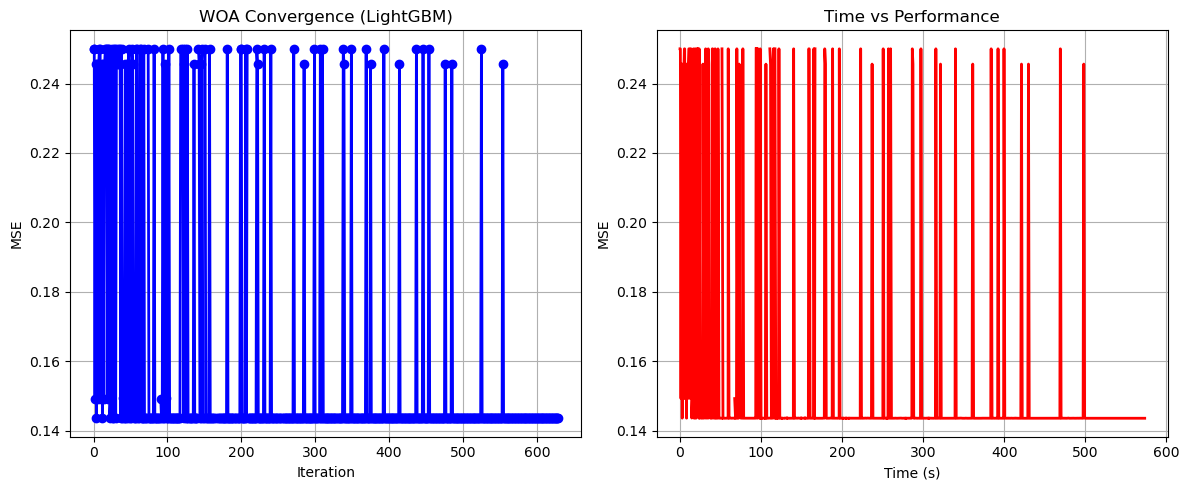 WOA Convergence (LightGBM)
MSE
0.24
0.22
0.20
0.18
0.16
0.14
0 100 200 300 400 500 600
Iteration
Time vs Performance
MSE
0.24
0.22
0.20
0.18
0.16
0.14
0 100 200 300 400 500 600
Time (s)